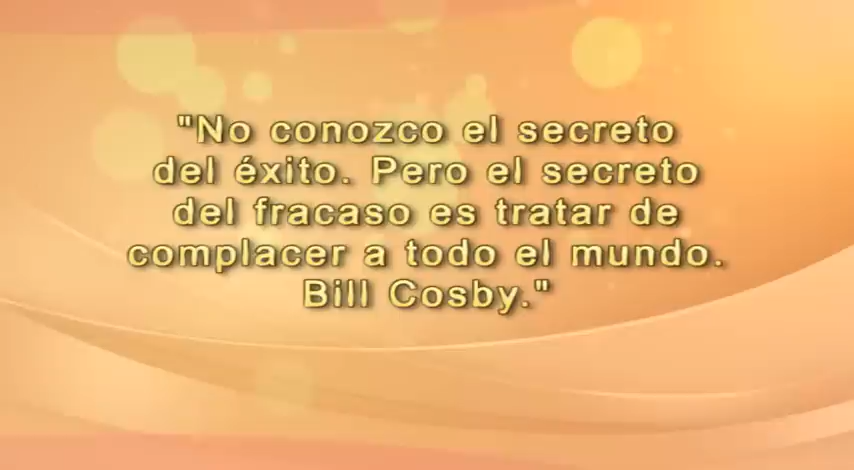 "No conozco el secreto
del éxito. Pero el secreto
del fracaso es tratar de
complacer a todo el mundo.
Bill Cosby."